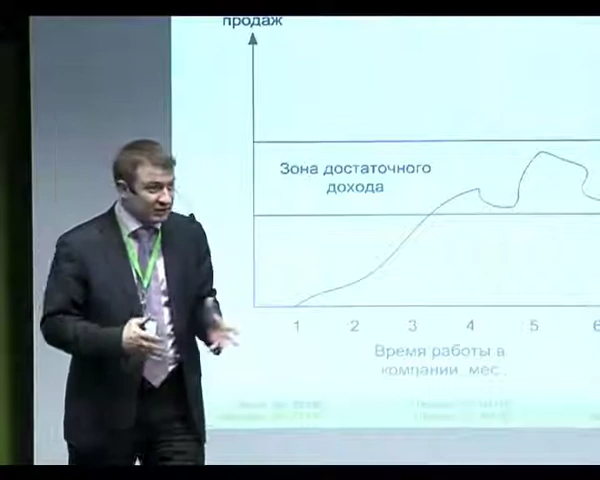 продаж
Зона достаточного
дохода
1 2 3 4 5 6
Время работы в
компании, мес.